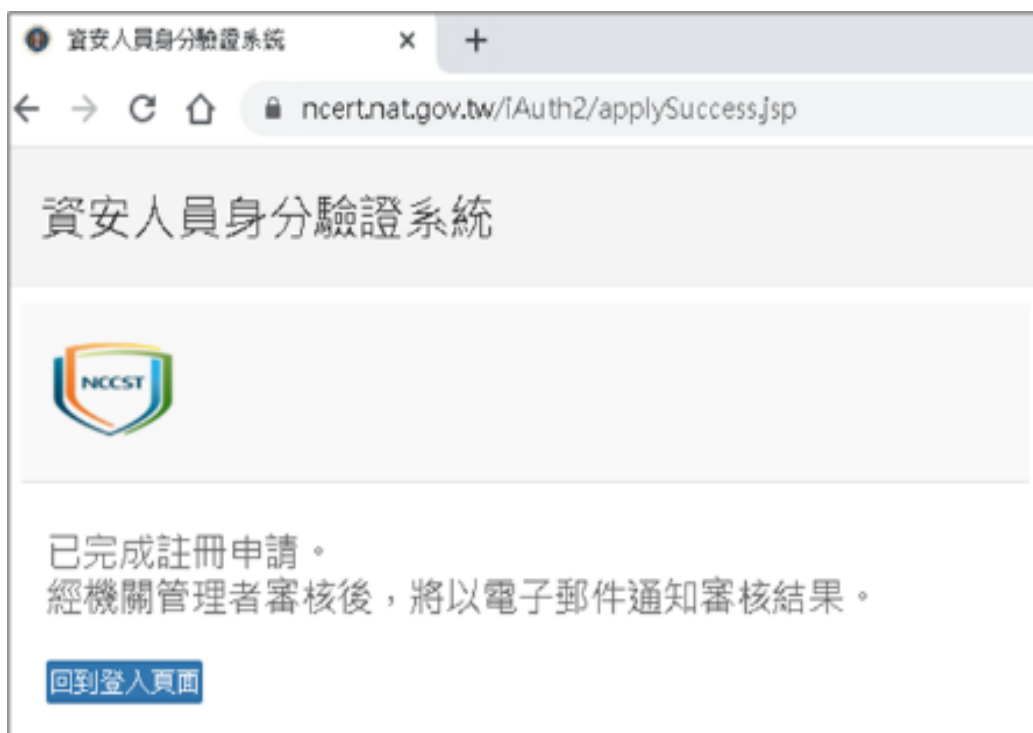 資安人員身分驗證系統
ncert.nat.gov.tw/iAuth2/applySuccess.jsp
資安人員身分驗證系統
NCCST
已完成註冊申請。
經機關管理者審核後，將以電子郵件通知審核結果。
回到登入頁面